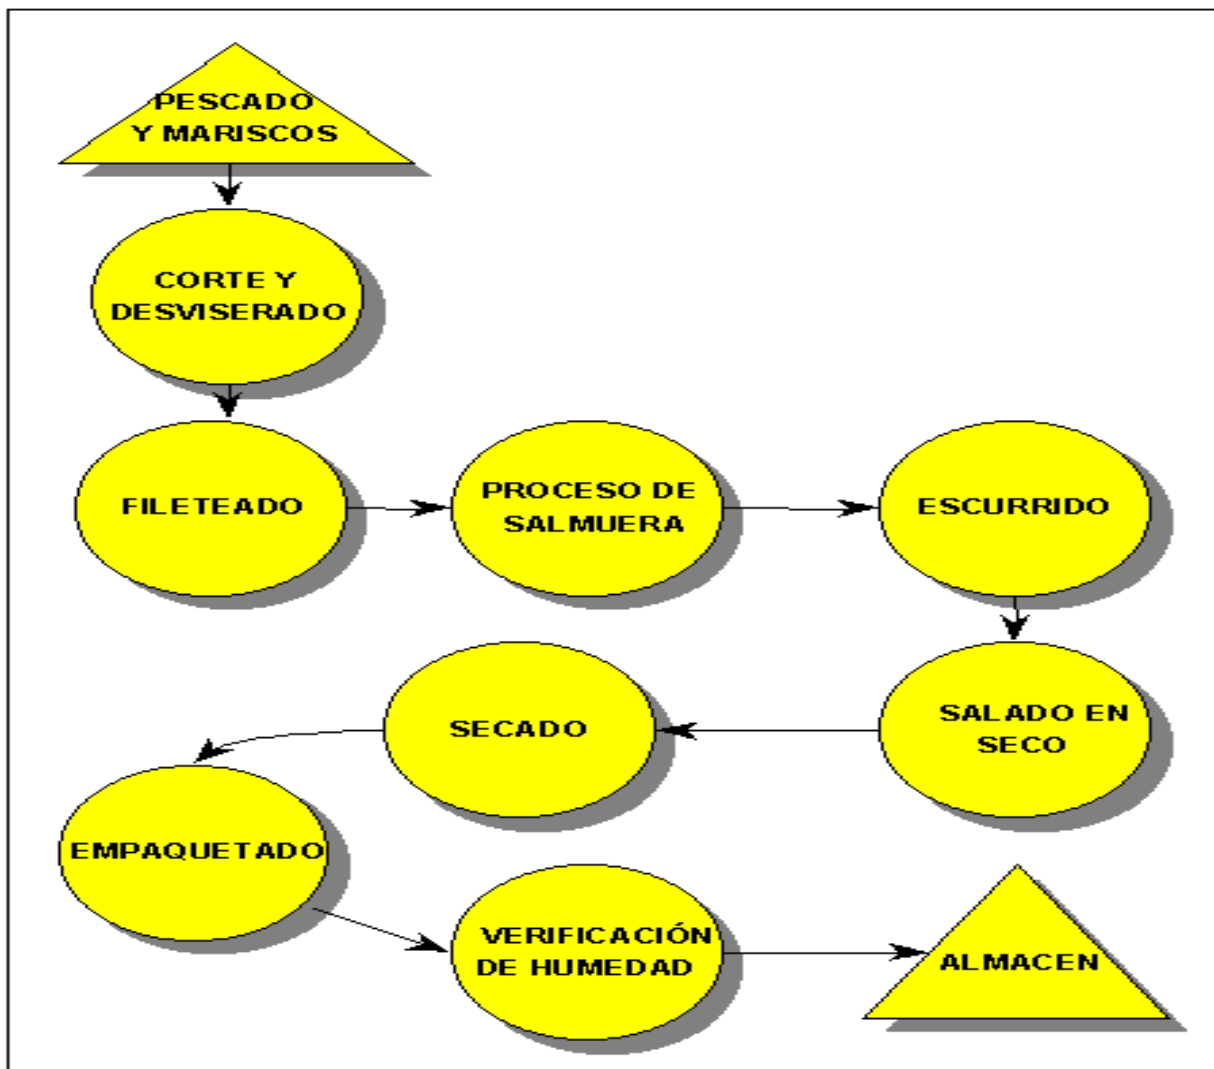 PESCADO
Y MARISCOS
CORTE Y
DESVISERADO
FILETEADO
PROCESO DE
SALMUERA
ESCURRIDO
SALADO EN
SECO
SECADO
EMPAQUETADO
VERIFICACIÓN
DE HUMEDAD
ALMACEN